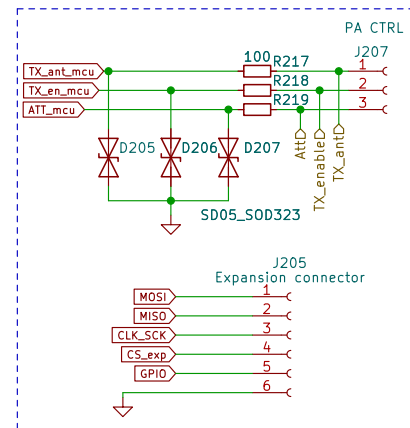 PA CTRL
J207
100 R217
TX_ant_mcu
1
R218
TX_en_mcu
2
R219
ATT_mcu
3
D205
D206
D207
Att
TX_enable
TX_ant
SD05_SOD323
J205
Expansion connector
MOSI
1
MISO
2
CLK_SCK
3
CS_exp
4
GPIO
5
6